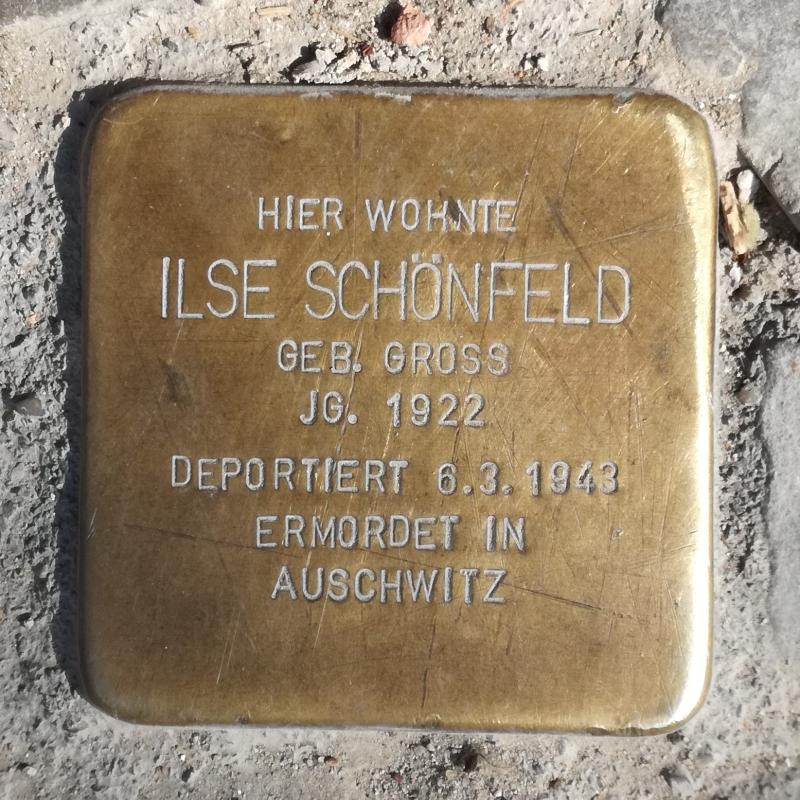 HIER WOHNTE
ILSE SCHÖNFELD
GEB. GROSS
JG. 1922
DEPORTIERT 6.3.1943
ERMORDET IN
AUSCHWITZ